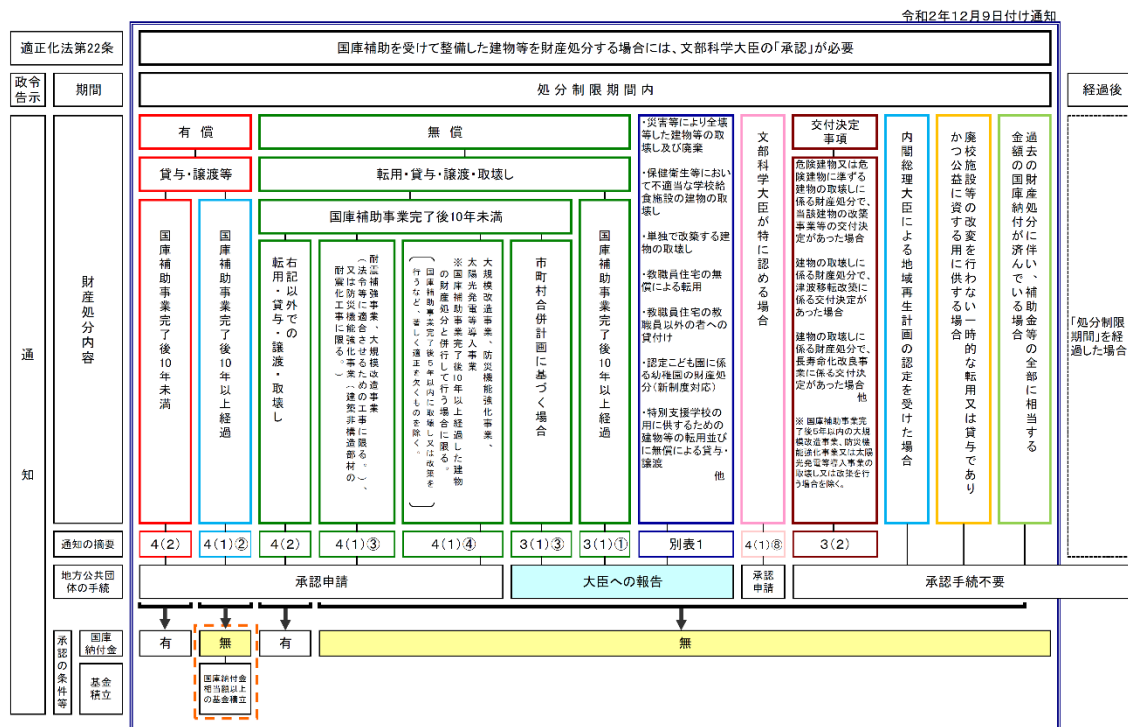 令和2年12月9日付け通知
適正化法第22条
国庫補助を受けて整備した建物等を財産処分する場合には、文部科学大臣の「承認」が必要
政令
告示
期間
処分制限期間内
経過後
通
知
財産処分内容
有償
貸与・譲渡等
国庫補助事業完了後10年未満
国庫補助事業完了後10年以上経過
無償
転用・貸与・譲渡・取壊し
国庫補助事業完了後10年未満
右記以外での
転用・貸与・譲渡・取壊し
耐震補強事業、大規模改造事業
(法令等に適合させるための工事に限る。)、
又は防災機能強化事業(建築非構造部材の
耐震化工事に限る。)
大規模改造事業、防災機能強化事業、
太陽光発電等導入事業
※国庫補助事業完了後10年以上経過した建物
の財産処分と併行して行う場合に限る。
国庫補助事業完了後5年以内に取壊し又は改築を
行うなど、著しく適正を欠くものを除く。
市町村合併計画に基づく場合
国庫補助事業完了後10年以上経過
・災害等により全壊
等した建物等の取
壊し及び廃棄
・保健衛生等におい
て不適当な学校給
食施設の建物の取
壊し
・単独で改築する建
物の取壊し
・教職員住宅の無
償による転用
・教職員住宅の教
職員以外の者への
貸付け
・認定こども園に係
る幼稚園の財産処
分(新制度対応)
・特別支援学校の
用に供するための
建物等の転用並び
に無償による貸与・
譲渡
他
文部科学大臣が特に認める場合
交付決定
事項
危険建物又は危
険建物に準ずる
建物の取壊しに
係る財産処分で、
当該建物の改築
事業等の交付決
定があった場合
建物の取壊しに
係る財産処分で、
津波移転改築に
係る交付決定が
あった場合
建物の取壊しに
係る財産処分で、
長寿命化改良事
業に係る交付決
定があった場合
他
※ 国庫補助事業完
了後5年以内の大規
模改造事業、防災機
能強化事業又は太陽
光発電等導入事業の
取壊し又は改築を行
う場合を除く。
内閣総理大臣による地域再生計画の認定を受けた場合
廃校施設等の改変を行わない一時的な転用又は貸与であり
かつ公益に資する用に供する場合
過去の財産処分に伴い、補助金等の全部に相当する
金額の国庫納付が済んでいる場合
「処分制限
期間」を経
過した場合
通知の摘要
4(2)
4(1)②
4(2)
4(1)③
4(1)④
3(1)③
3(1)①
別表1
4(1)⑧
3(2)
地方公共団
体の手続
承認申請
大臣への報告
承認
申請
承認手続不要
承認の条件等
国庫
納付金
有
無
有
無
基金
積立
国庫納付金
相当額以上
の基金積立